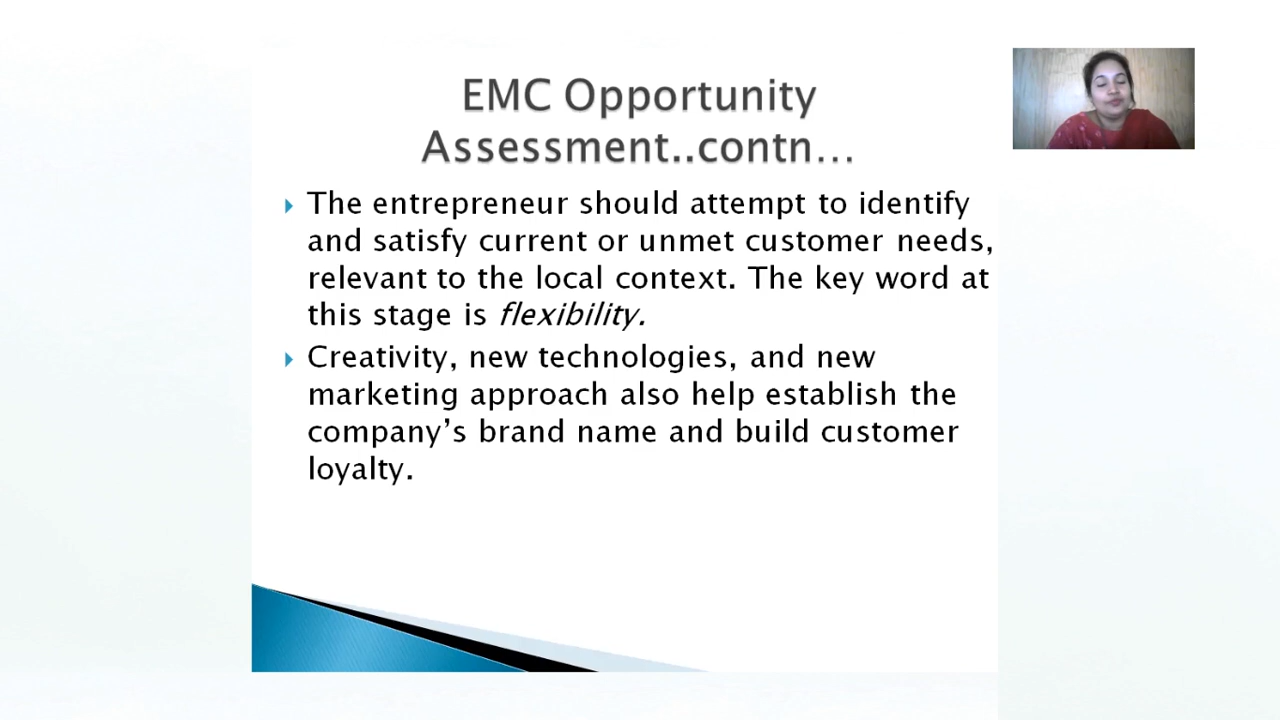 EMC Opportunity
Assessment..contn...
The entrepreneur should attempt to identify
and satisfy current or unmet customer needs,
relevant to the local context. The key word at
this stage is flexibility.
Creativity, new technologies, and new
marketing approach also help establish the
company's brand name and build customer
loyalty.